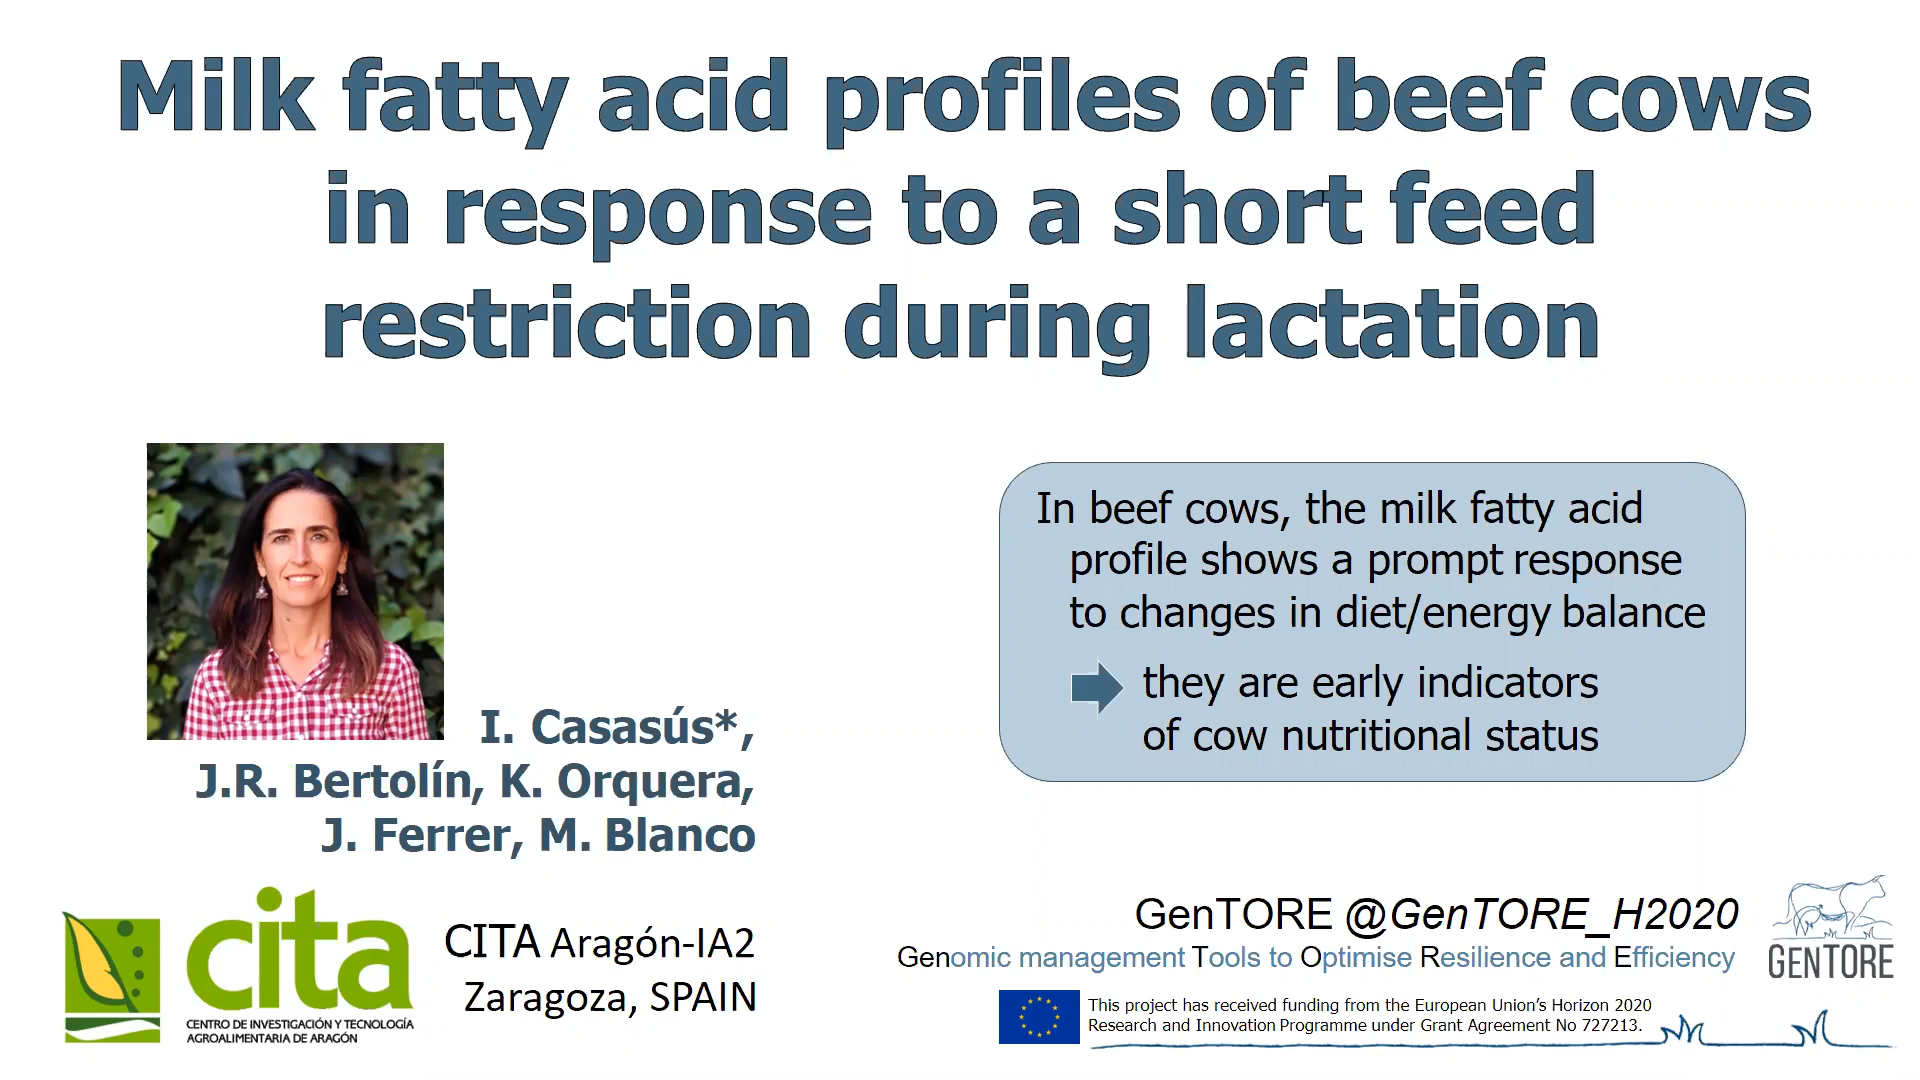 Milk fatty acid profiles of beef cows
in response to a short feed
restriction during lactation
I. Casasús*,
J.R. Bertolín, K. Orquera,
J. Ferrer, M. Blanco
In beef cows, the milk fatty acid
profile shows a prompt response
to changes in diet/energy balance
they are early indicators
of cow nutritional status
cita
CENTRO DE INVESTIGACIÓN Y TECNOLOGÍA
AGROALIMENTARIA DE ARAGÓN
CITA Aragón-IA2
Zaragoza, SPAIN
GenTORE @GenTORE_H2020
Genomic management Tools to Optimise Resilience and Efficiency
GENTORE
This project has received funding from the European Union’s Horizon 2020
Research and Innovation Programme under Grant Agreement No 727213.